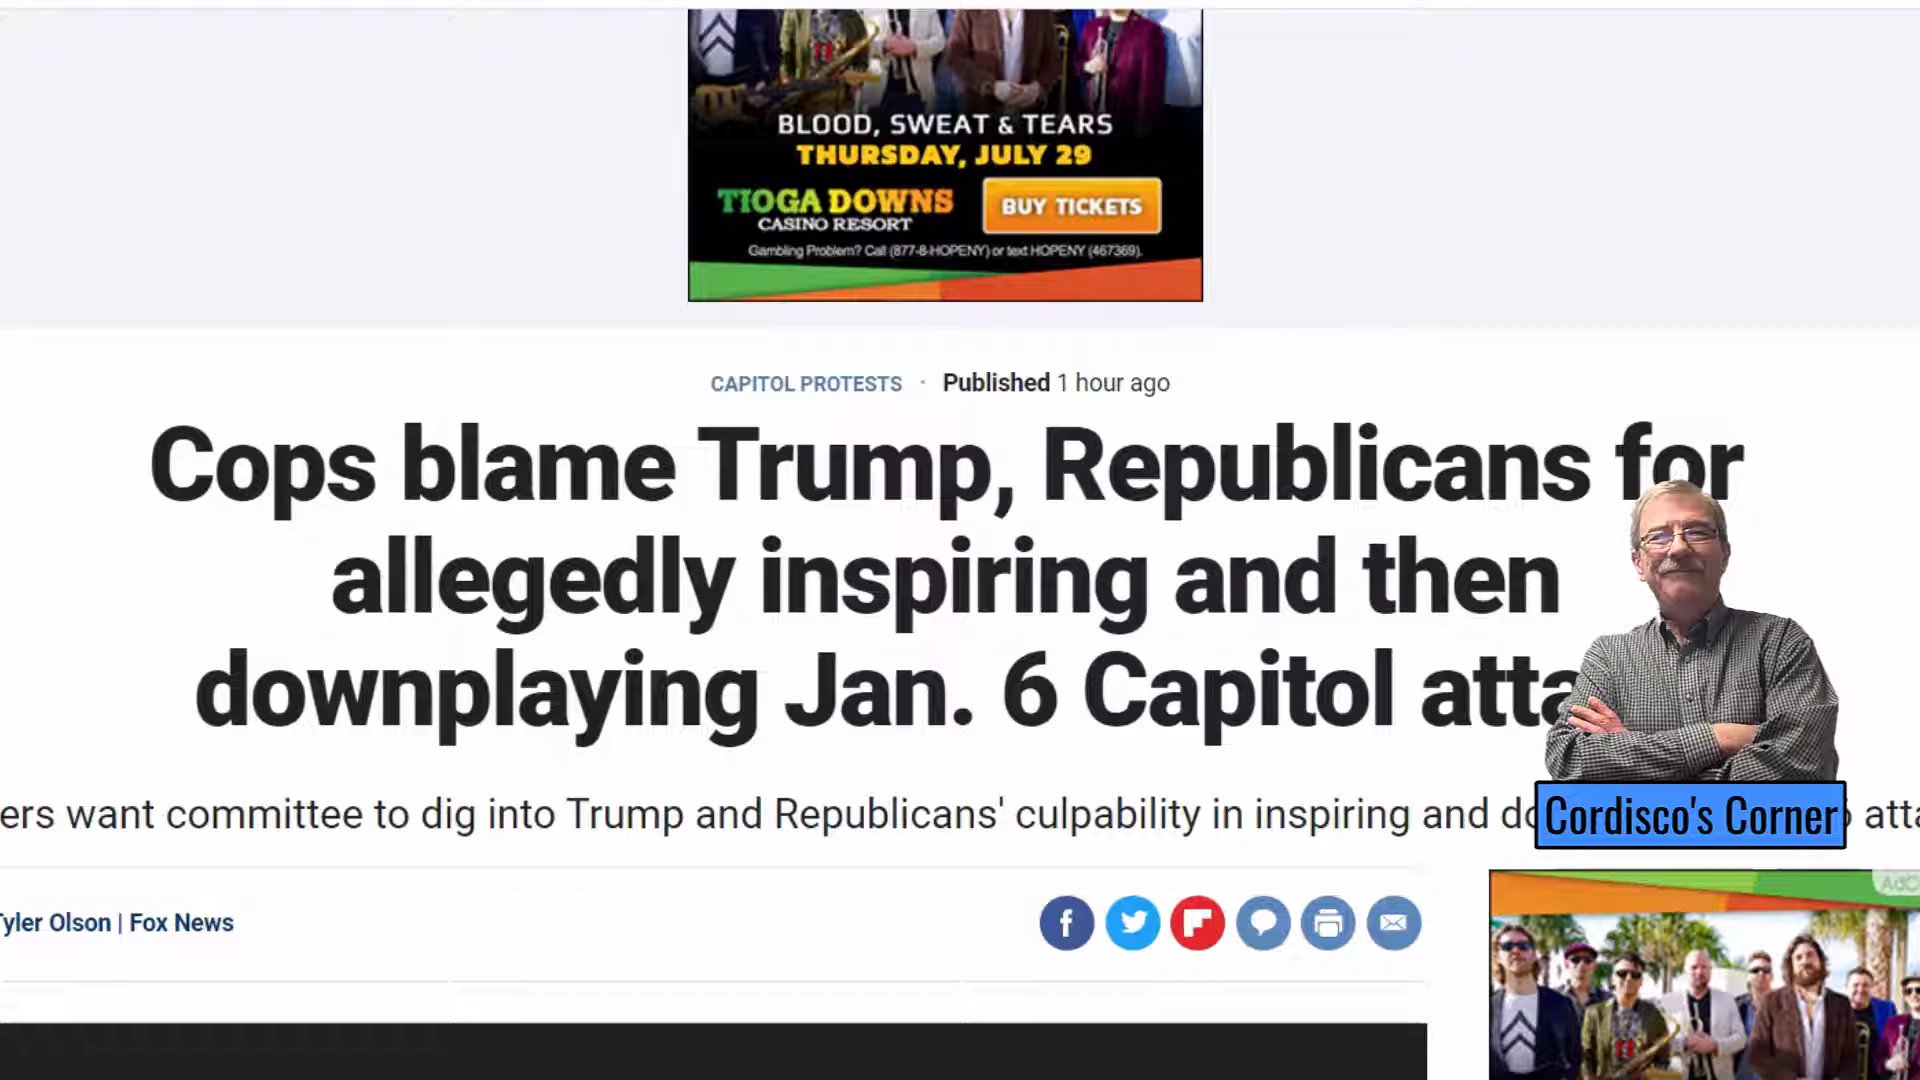 BLOOD, SWEAT & TEARS
THURSDAY, JULY 29
TIOGA DOWNS
CASINO RESORT
BUY TICKETS
Gambling Problem? Call (877-8-HOPENY) or text HOPENY (467369).
CAPITOL PROTESTS · Published 1 hour ago
Cops blame Trump, Republicans for
allegedly inspiring and then
downplaying Jan. 6 Capitol atta
ers want committee to dig into Trump and Republicans' culpability in inspiring and do atta
Cordisco's Corner
Tyler Olson | Fox News